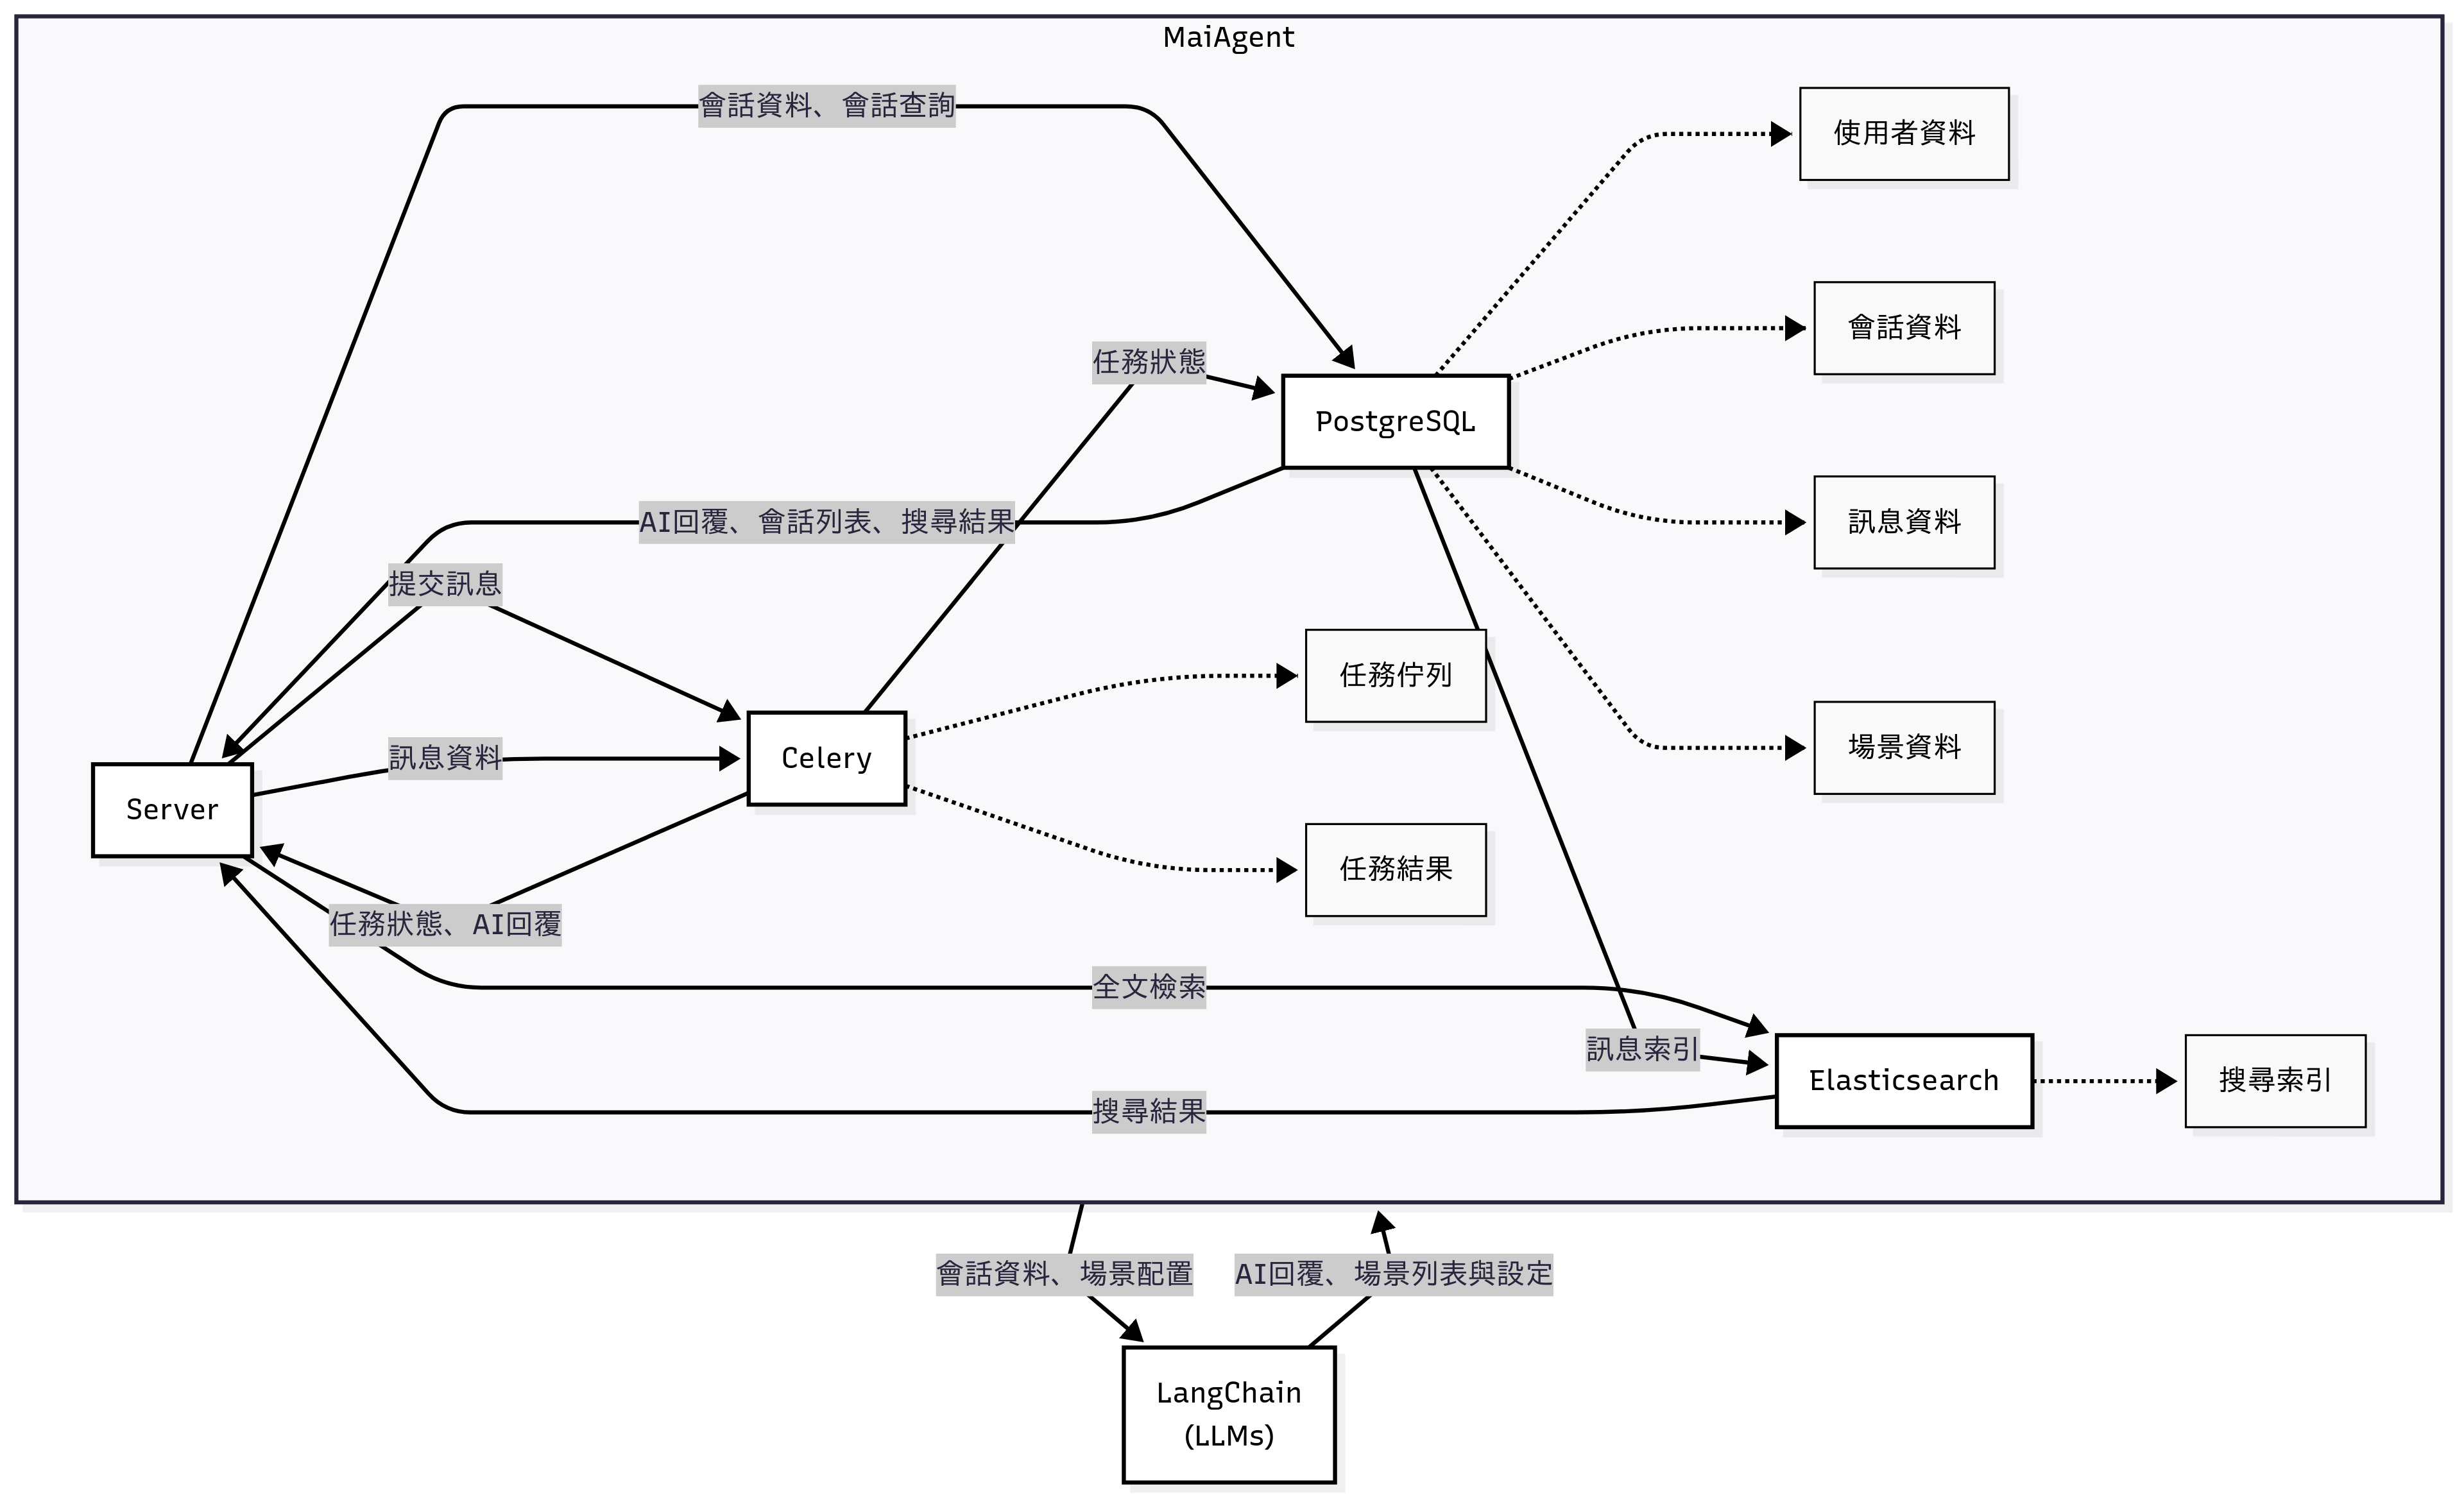 MaiAgent
會話資料、會話查詢
使用者資料
會話資料
任務狀態
PostgreSQL
AI回覆、會話列表、搜尋結果
訊息資料
提交訊息
任務佇列
訊息資料
Celery
場景資料
Server
任務結果
任務狀態、AI回覆
全文檢索
訊息索引
Elasticsearch
搜尋索引
搜尋結果
會話資料、場景配置
AI回覆、場景列表與設定
LangChain
(LLMs)